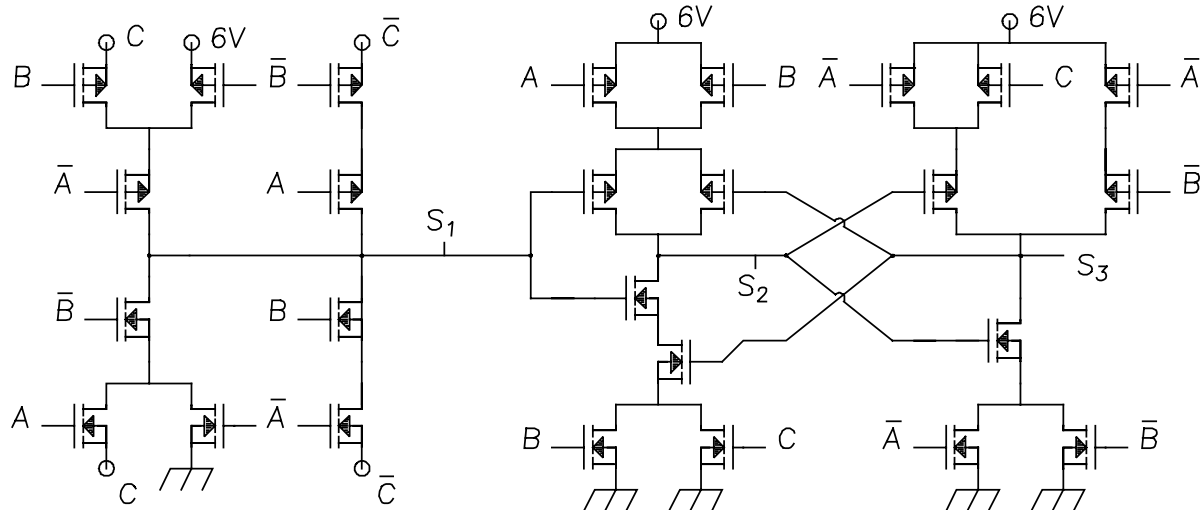 C 6V C̅ 6V 6V
B B̅ A B A̅ C A̅
A̅ A B̅
S₁ S₂ S₃
B̅ B
A A̅ B C A̅ B̅
C C̅